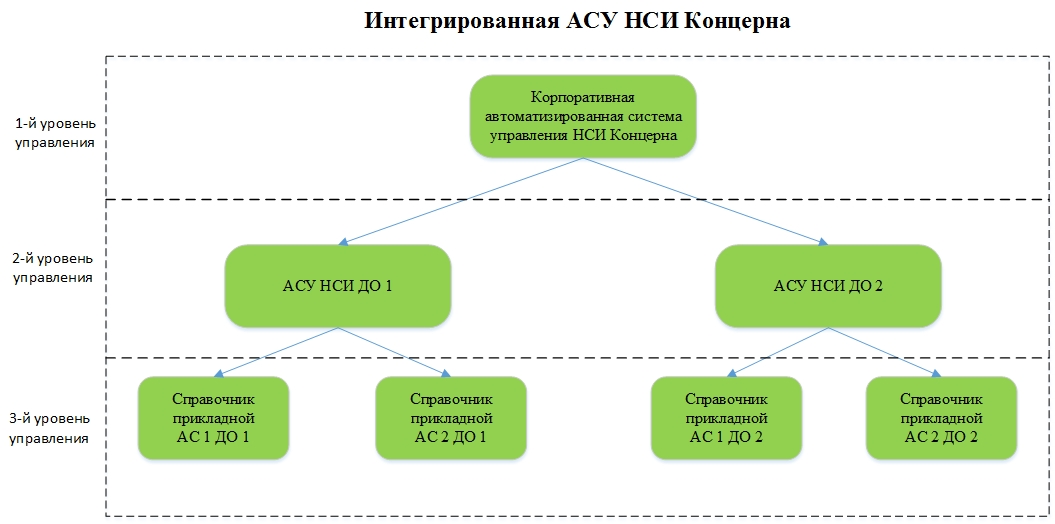 Интегрированная АСУ НСИ Концерна
1-й уровень
управления
Корпоративная
автоматизированная система
управления НСИ Концерна
2-й уровень
управления
АСУ НСИ ДО 1
АСУ НСИ ДО 2
3-й уровень
управления
Справочник
прикладной
АС 1 ДО 1
Справочник
прикладной
АС 2 ДО 1
Справочник
прикладной
АС 1 ДО 2
Справочник
прикладной
АС 2 ДО 2